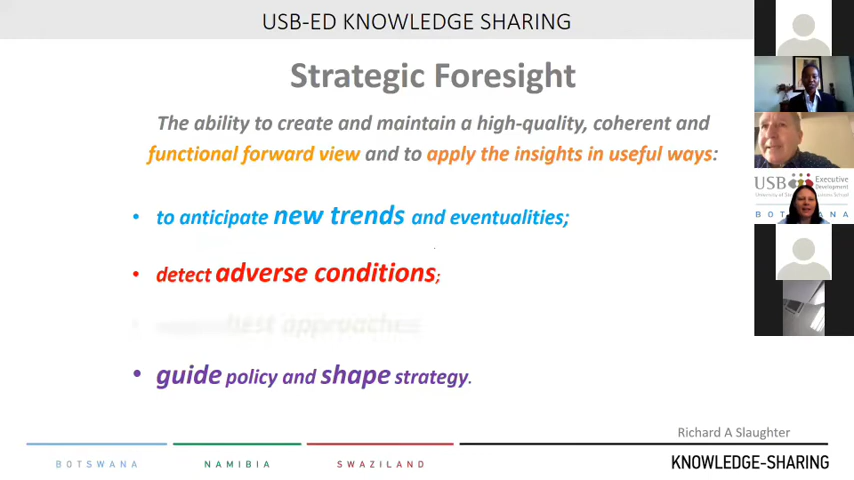 USB-ED KNOWLEDGE SHARING
Strategic Foresight
The ability to create and maintain a high-quality, coherent and
functional forward view and to apply the insights in useful ways:
• to anticipate new trends and eventualities;
• detect adverse conditions;
best approaches
• guide policy and shape strategy.
Richard A Slaughter
BOTSWANA NAMIBIA SWAZILAND KNOWLEDGE-SHARING
USB Executive
Development
BOTSWANA